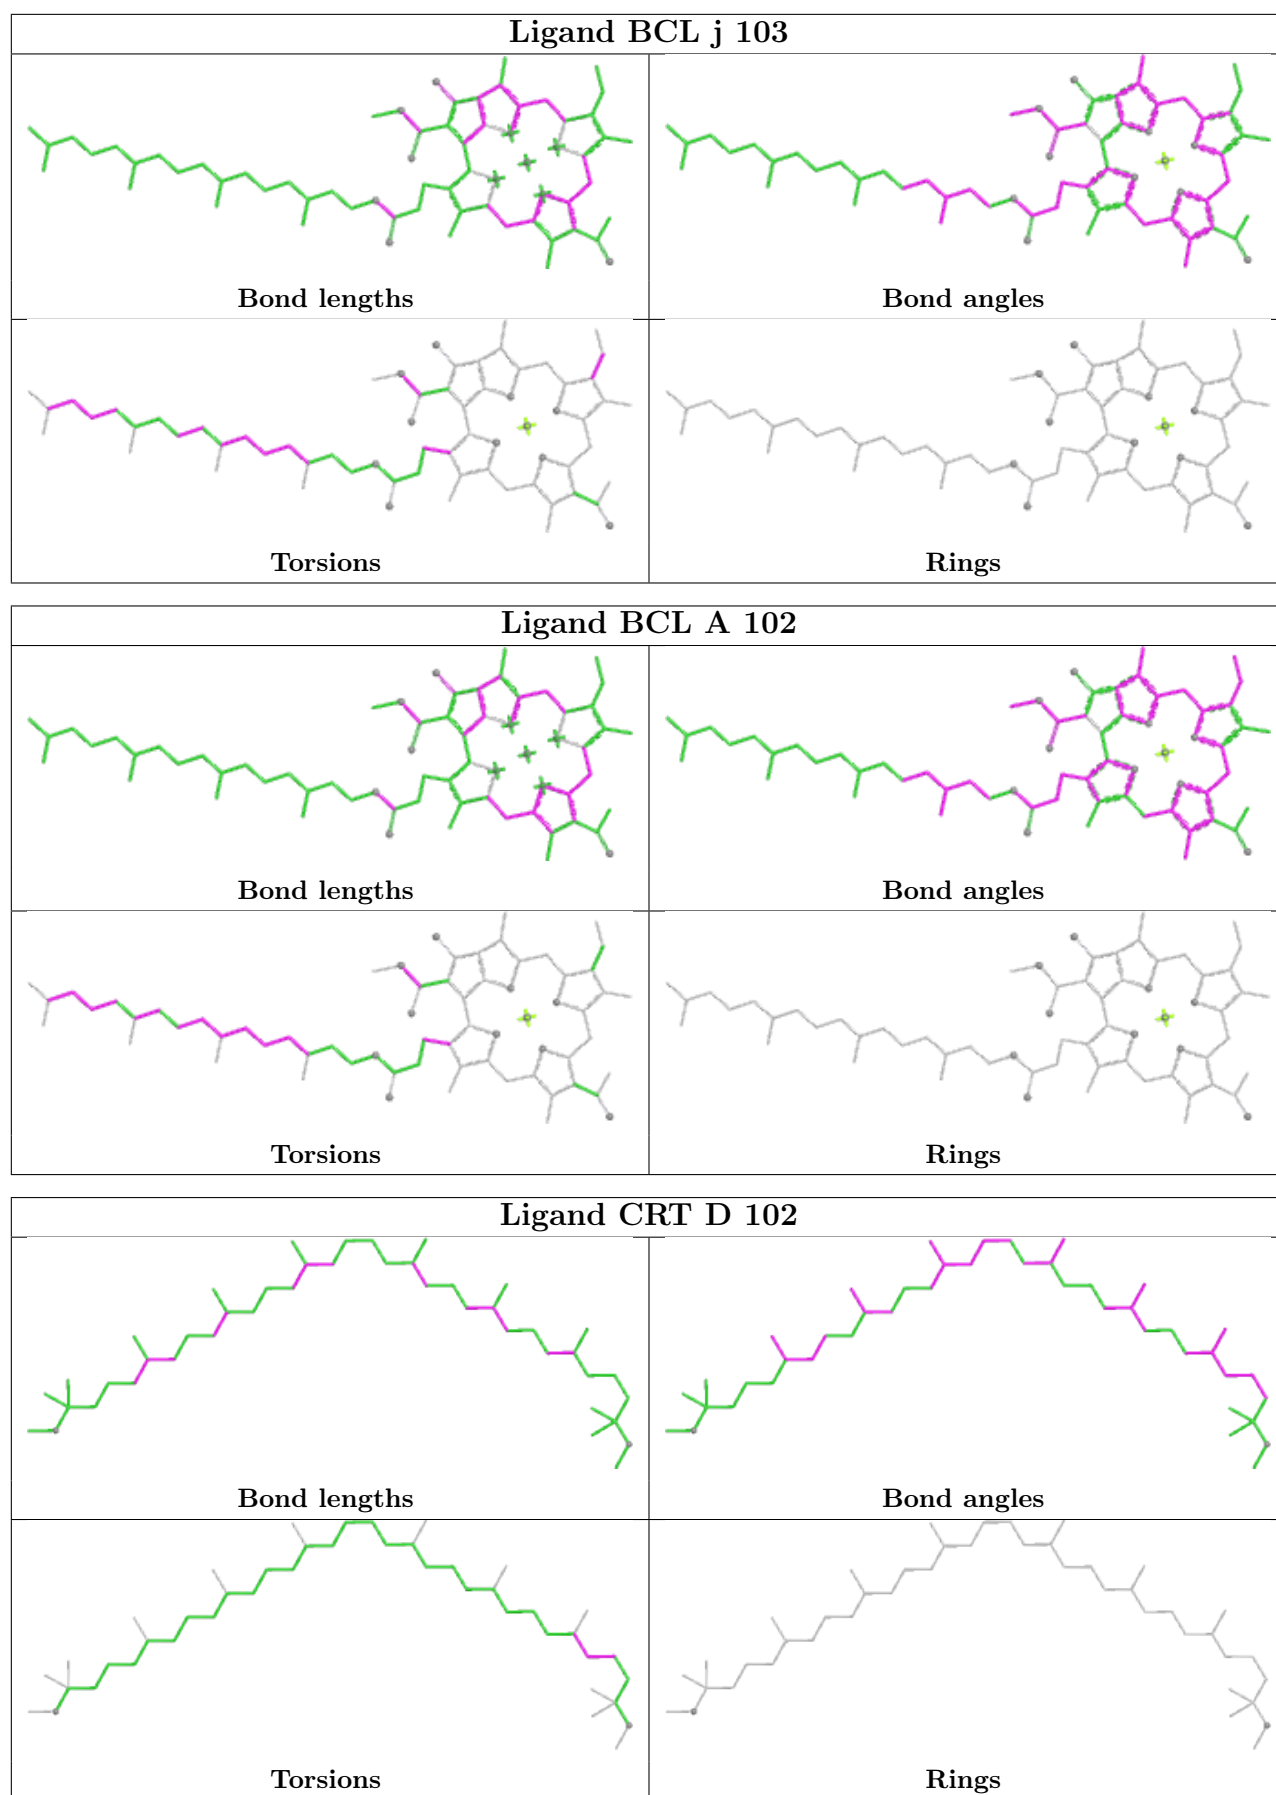 Ligand BCL j 103
Bond lengths
Bond angles
Torsions
Rings
Ligand BCL A 102
Bond lengths
Bond angles
Torsions
Rings
Ligand CRT D 102
Bond lengths
Bond angles
Torsions
Rings